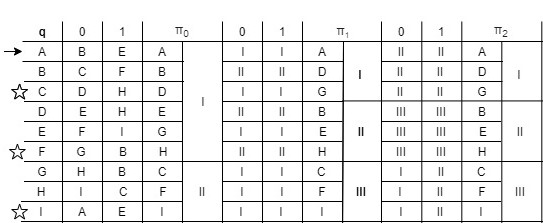 q 0 1 π₀ 0 1 π₁ 0 1 π₂
A B E A I I A II II A
B C F B II II D I II II D I
C D H D I I I G II II G
D E H E II II B III III B
E F I G I I E II III III E II
F G B H II II H III III H
G H B C I I C I II C
H I C F II I I F III I II F III
I A E I I I I I II I